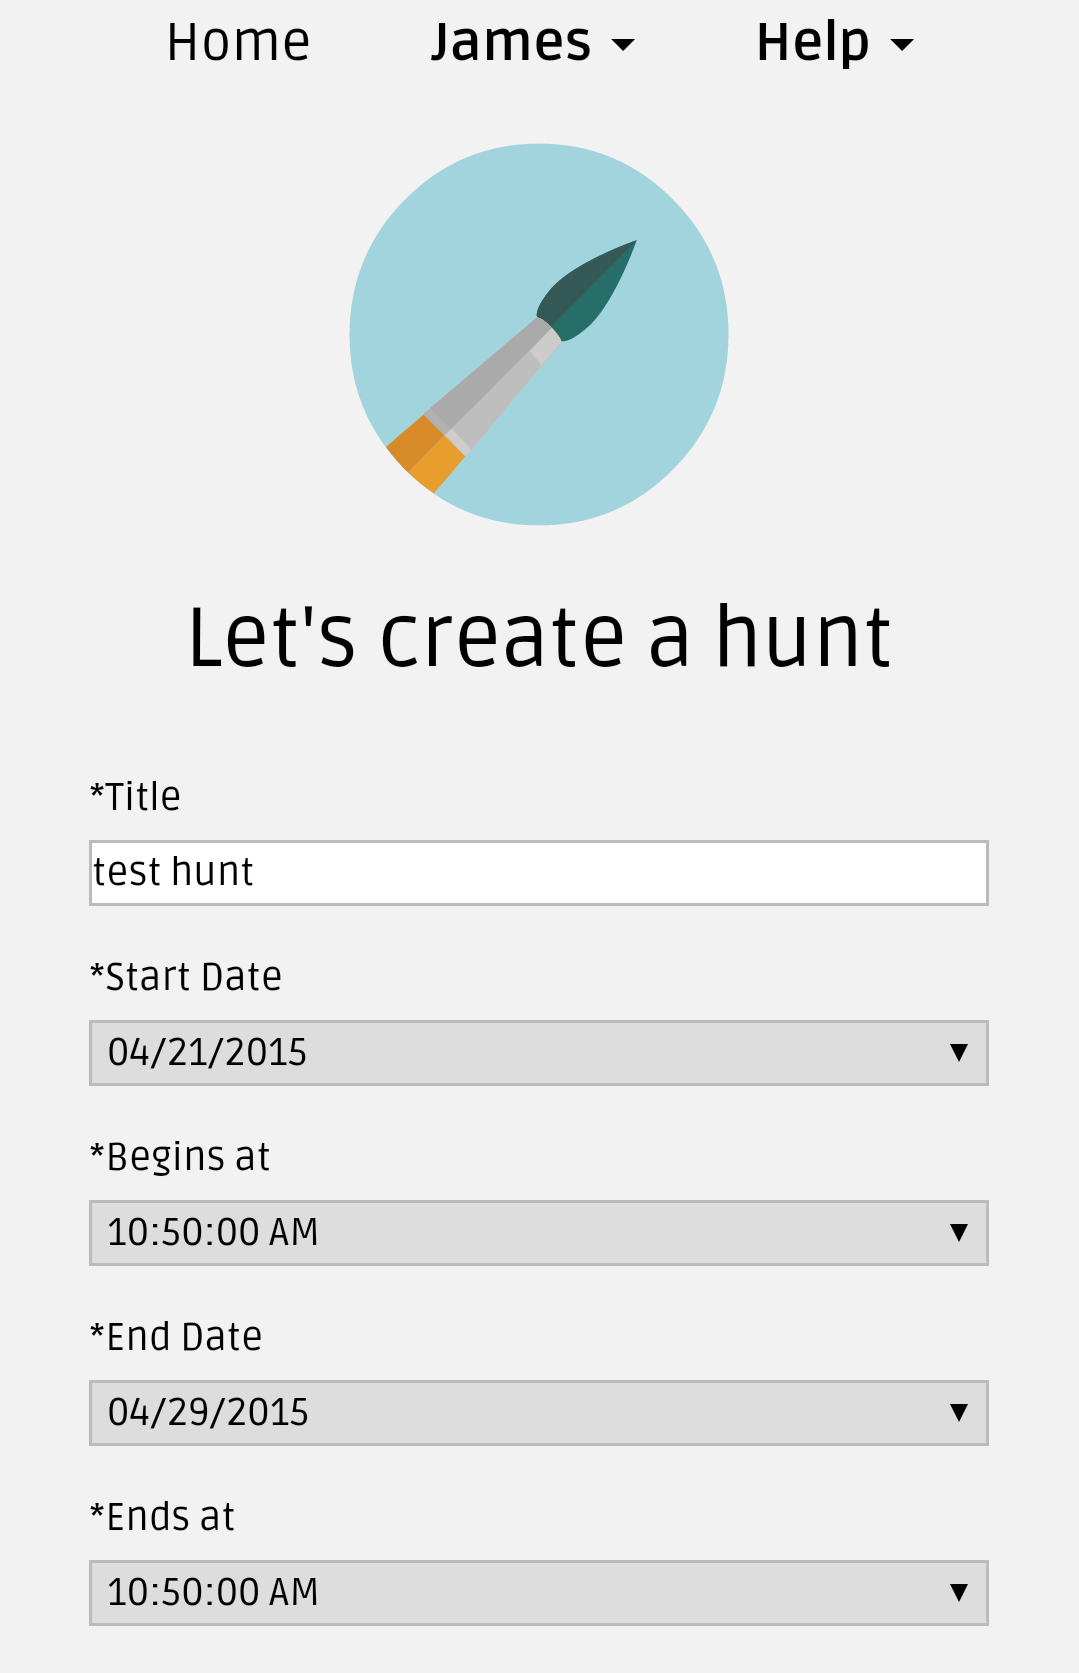 Home James Help
Let's create a hunt
*Title
test hunt
*Start Date
04/21/2015
*Begins at
10:50:00 AM
*End Date
04/29/2015
*Ends at
10:50:00 AM